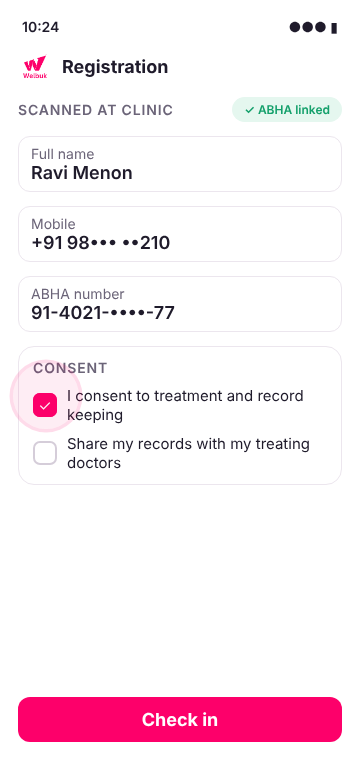 10:24
Welbuk
Registration
SCANNED AT CLINIC
✓ ABHA linked
Full name
Ravi Menon
Mobile
+91 98••• ••210
ABHA number
91-4021-••••-77
CONSENT
I consent to treatment and record
keeping
Share my records with my treating
doctors
Check in